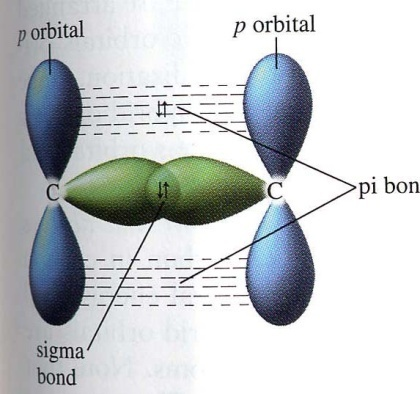 p orbital
p orbital
C
C
pi bon
sigma
bond
⇃↾
⇃↾